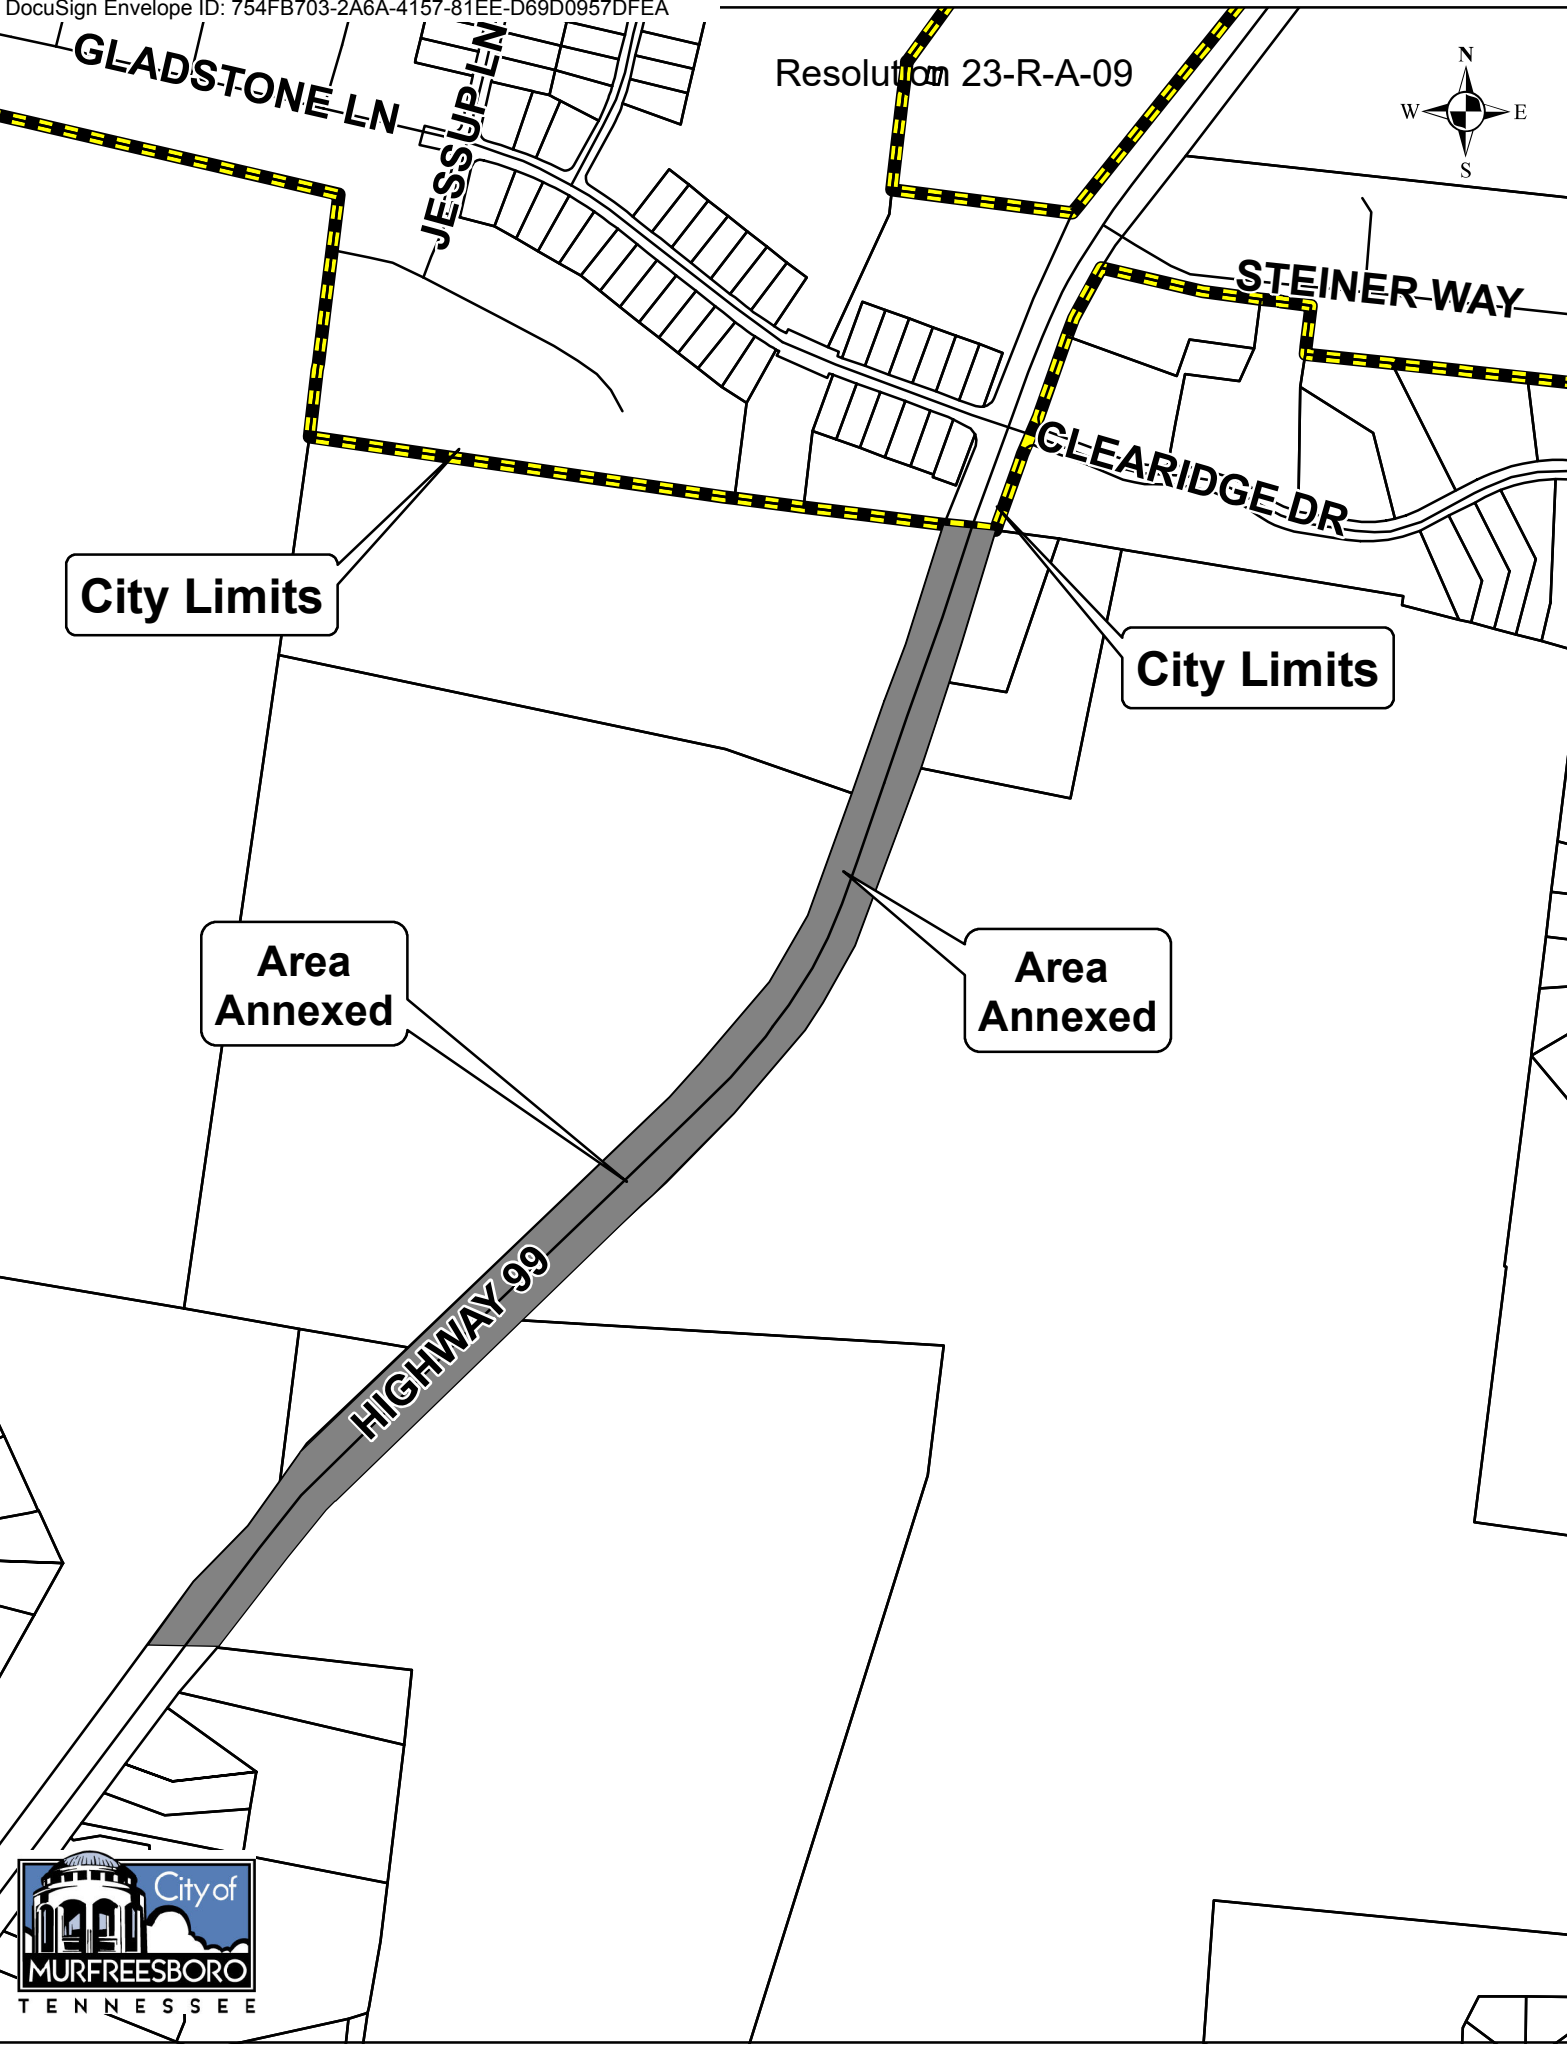 DocuSign Envelope ID: 754FB703-2A6A-4157-81EE-D69D0957DFEA
GLADSTONE LN
JESSUP LN
Resolution 23-R-A-09
N
W
E
S
STEINER WAY
CLEARIDGE DR
City Limits
City Limits
Area
Annexed
Area
Annexed
HIGHWAY 99
City of
MURFREESBORO
TENNESSEE